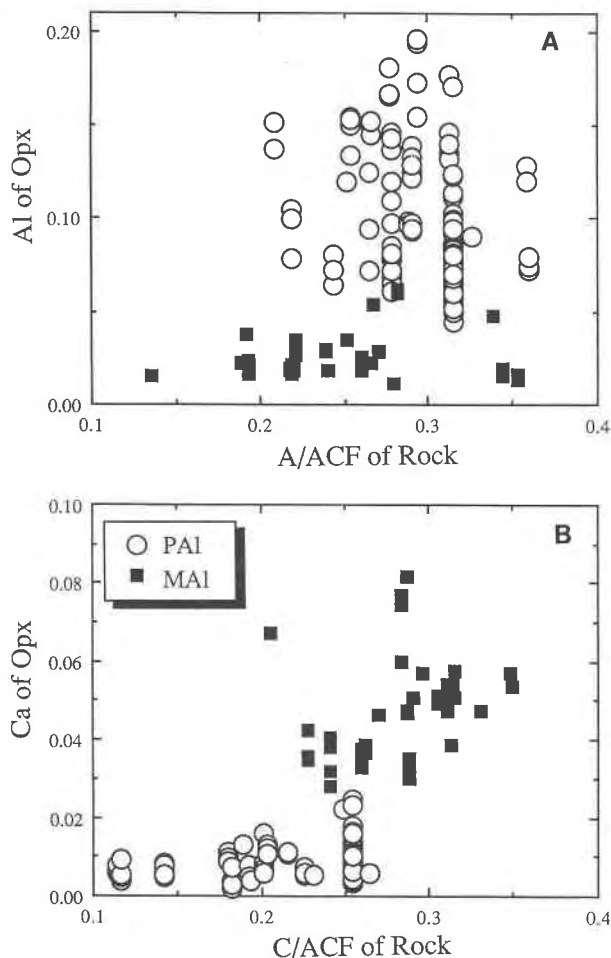 0.20
A
Al of Opx
0.10
0.00
0.1
0.2
0.3
0.4
A/ACF of Rock
0.10
B
PAl
MAl
0.08
Ca of Opx
0.06
0.04
0.02
0.00
0.1
0.2
0.3
0.4
C/ACF of Rock